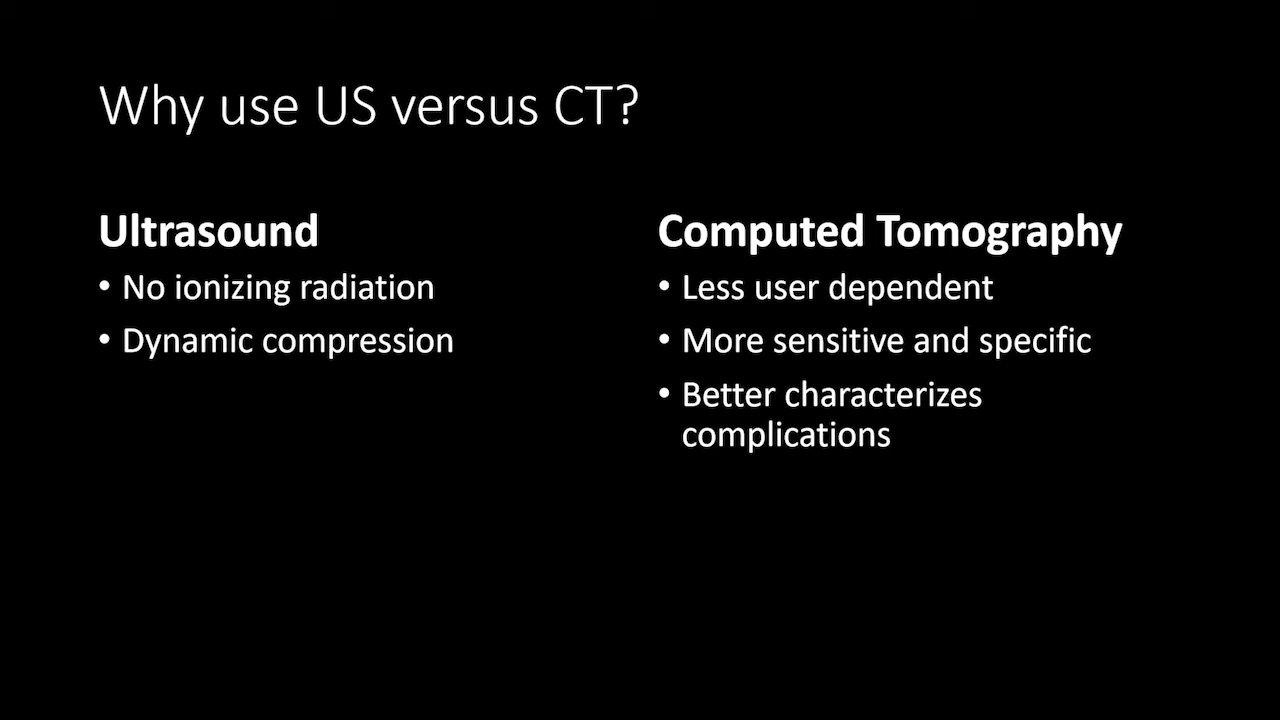 Why use US versus CT?
Ultrasound
• No ionizing radiation
• Dynamic compression
Computed Tomography
• Less user dependent
• More sensitive and specific
• Better characterizes
complications